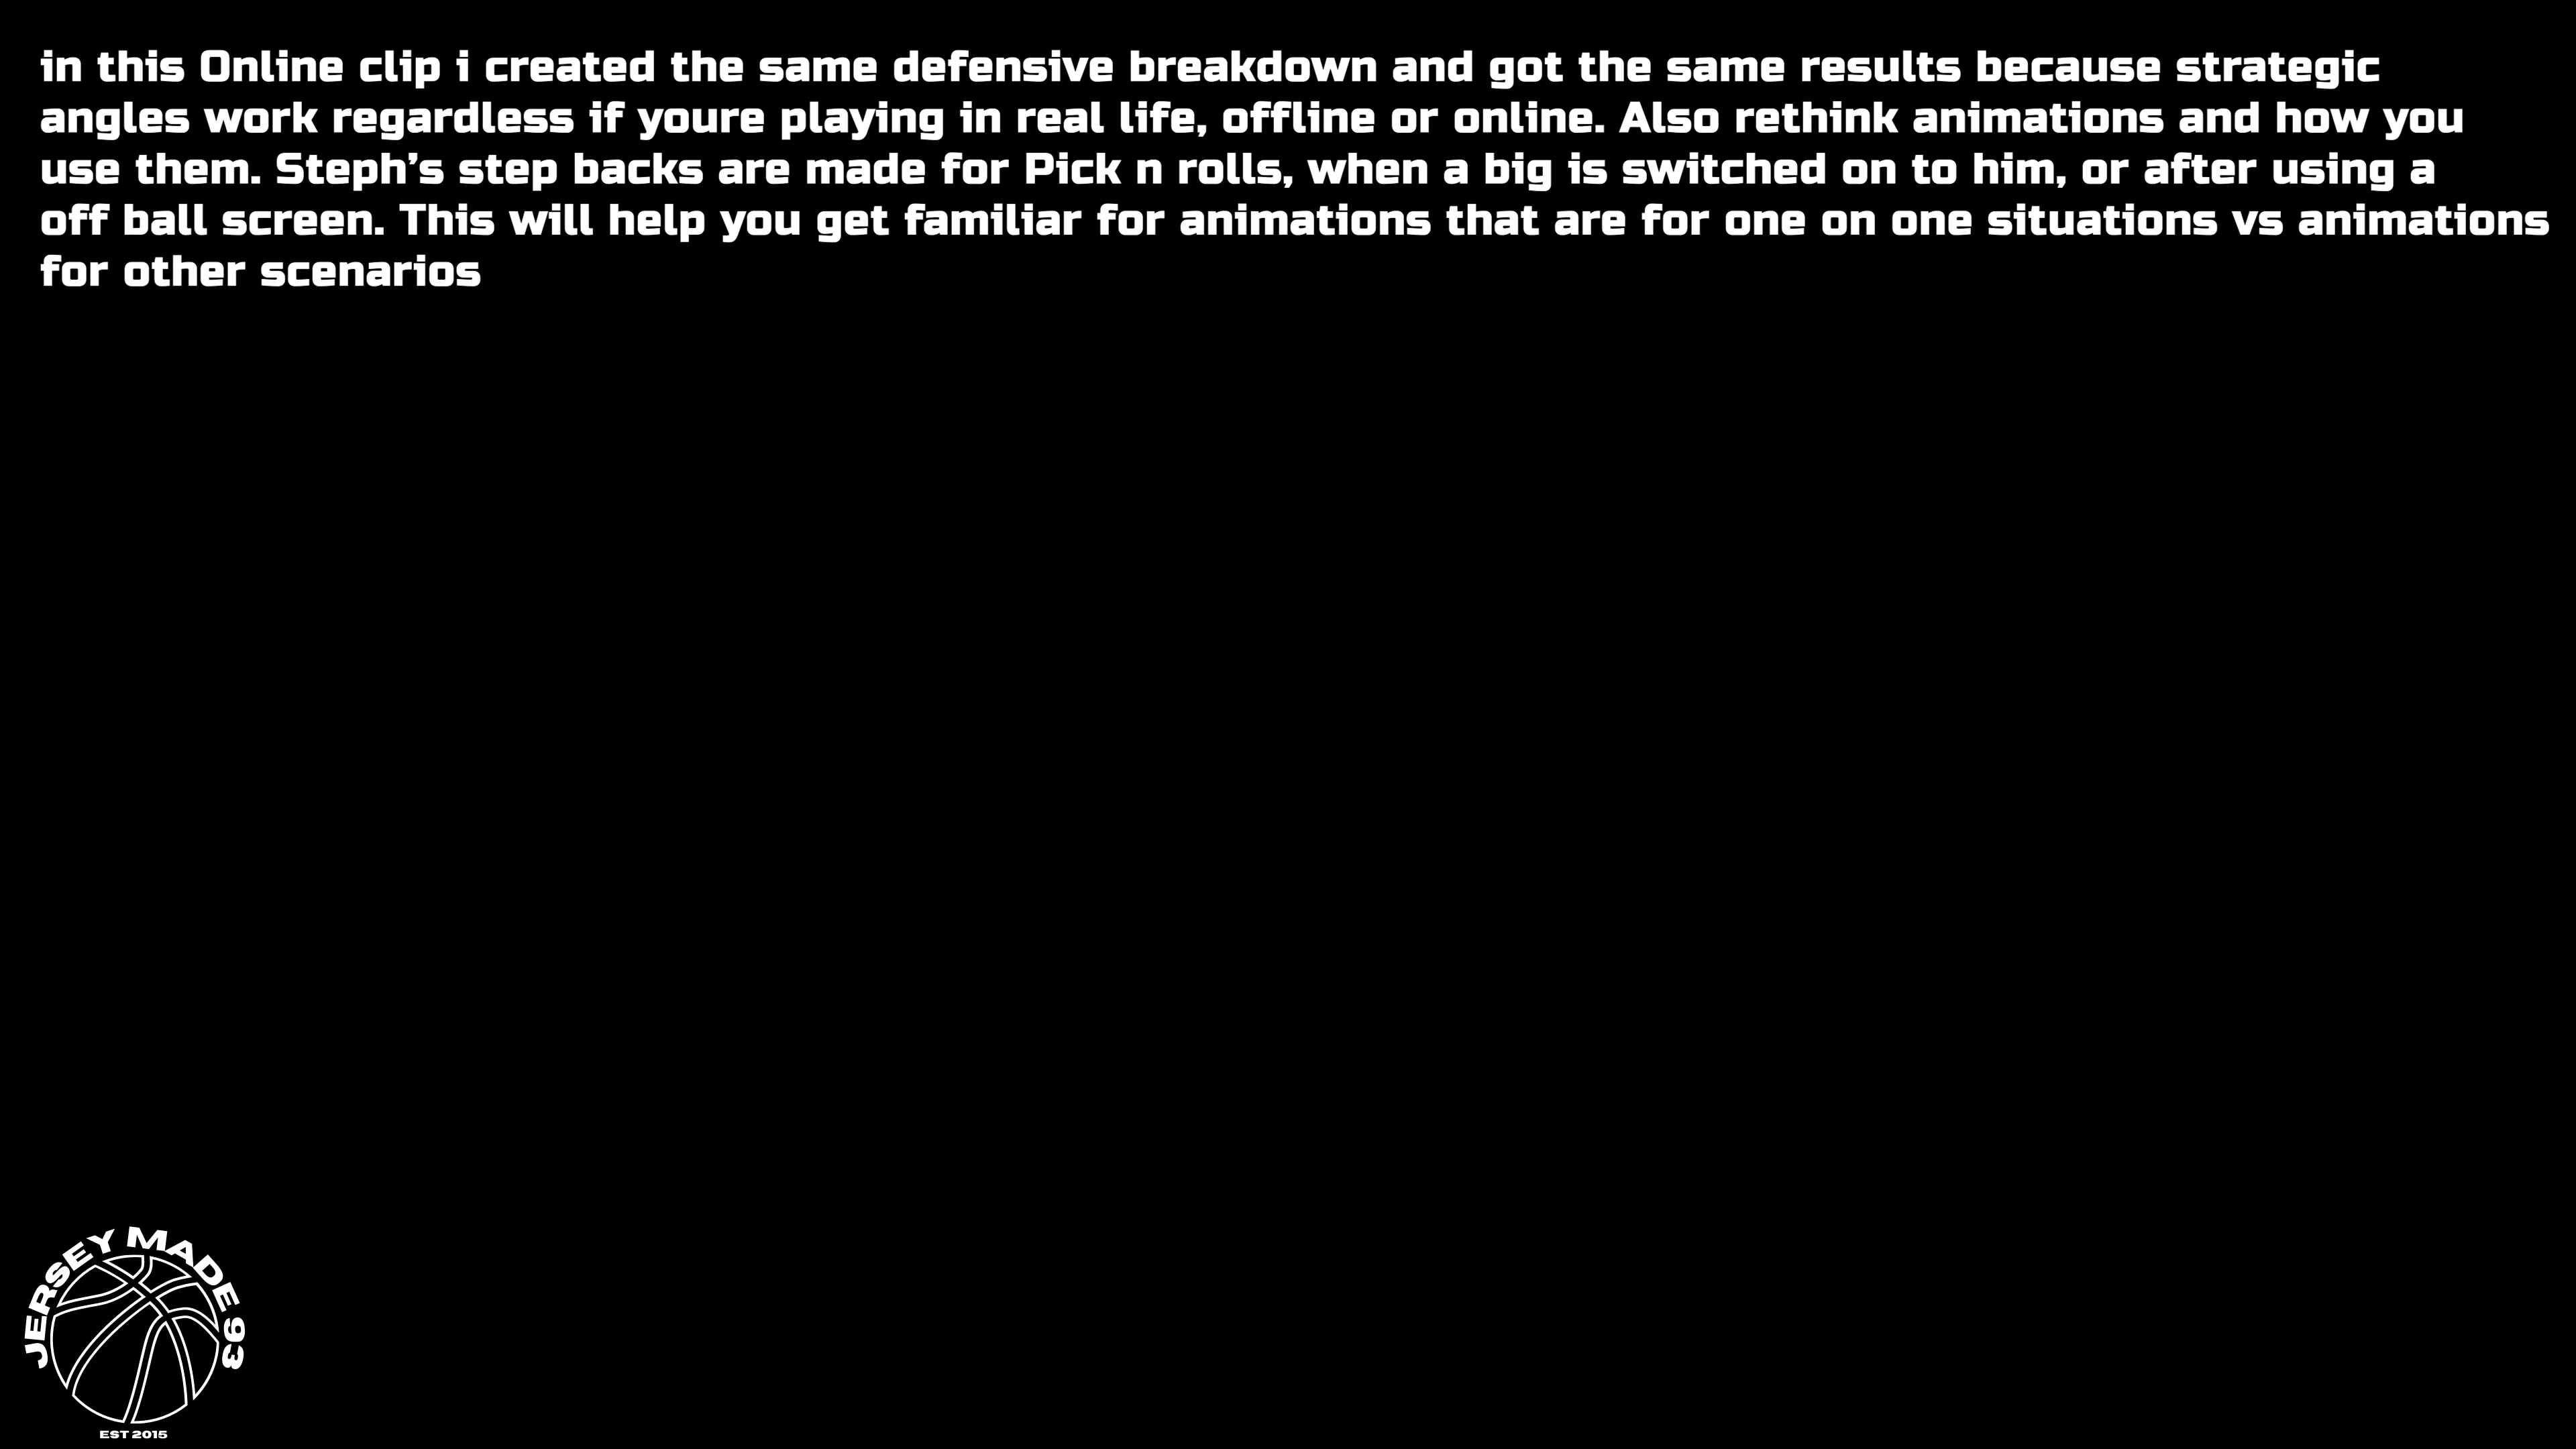 in this Online clip i created the same defensive breakdown and got the same results because strategic
angles work regardless if youre playing in real life, offline or online. Also rethink animations and how you
use them. Steph's step backs are made for Pick n rolls, when a big is switched on to him, or after using a
off ball screen. This will help you get familiar for animations that are for one on one situations vs animations
for other scenarios
JERSEY MADE 93
EST 2015